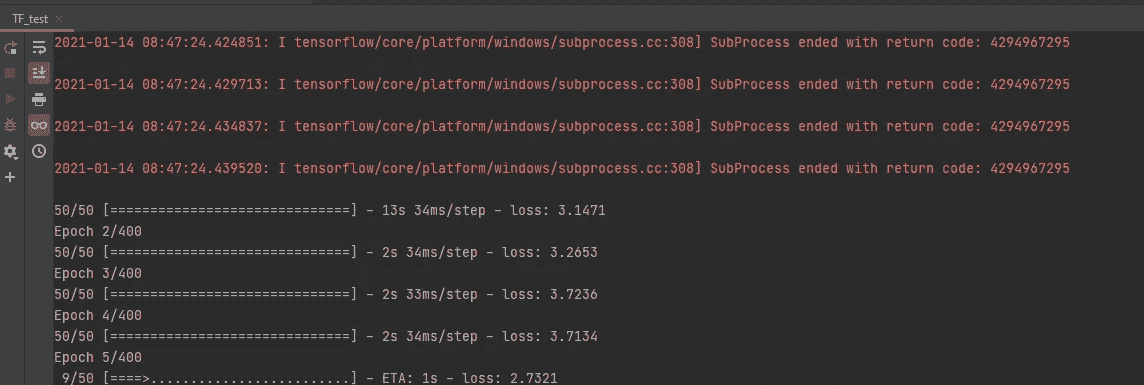 TF_test
2021-01-14 08:47:24.424851: I tensorflow/core/platform/windows/subprocess.cc:308] SubProcess ended with return code: 4294967295
2021-01-14 08:47:24.429713: I tensorflow/core/platform/windows/subprocess.cc:308] SubProcess ended with return code: 4294967295
2021-01-14 08:47:24.434837: I tensorflow/core/platform/windows/subprocess.cc:308] SubProcess ended with return code: 4294967295
2021-01-14 08:47:24.439520: I tensorflow/core/platform/windows/subprocess.cc:308] SubProcess ended with return code: 4294967295
50/50 [==============================] - 13s 34ms/step - loss: 3.1471
Epoch 2/400
50/50 [==============================] - 2s 34ms/step - loss: 3.2653
Epoch 3/400
50/50 [==============================] - 2s 33ms/step - loss: 3.7236
Epoch 4/400
50/50 [==============================] - 2s 34ms/step - loss: 3.7134
Epoch 5/400
 9/50 [====>.........................] - ETA: 1s - loss: 2.7321